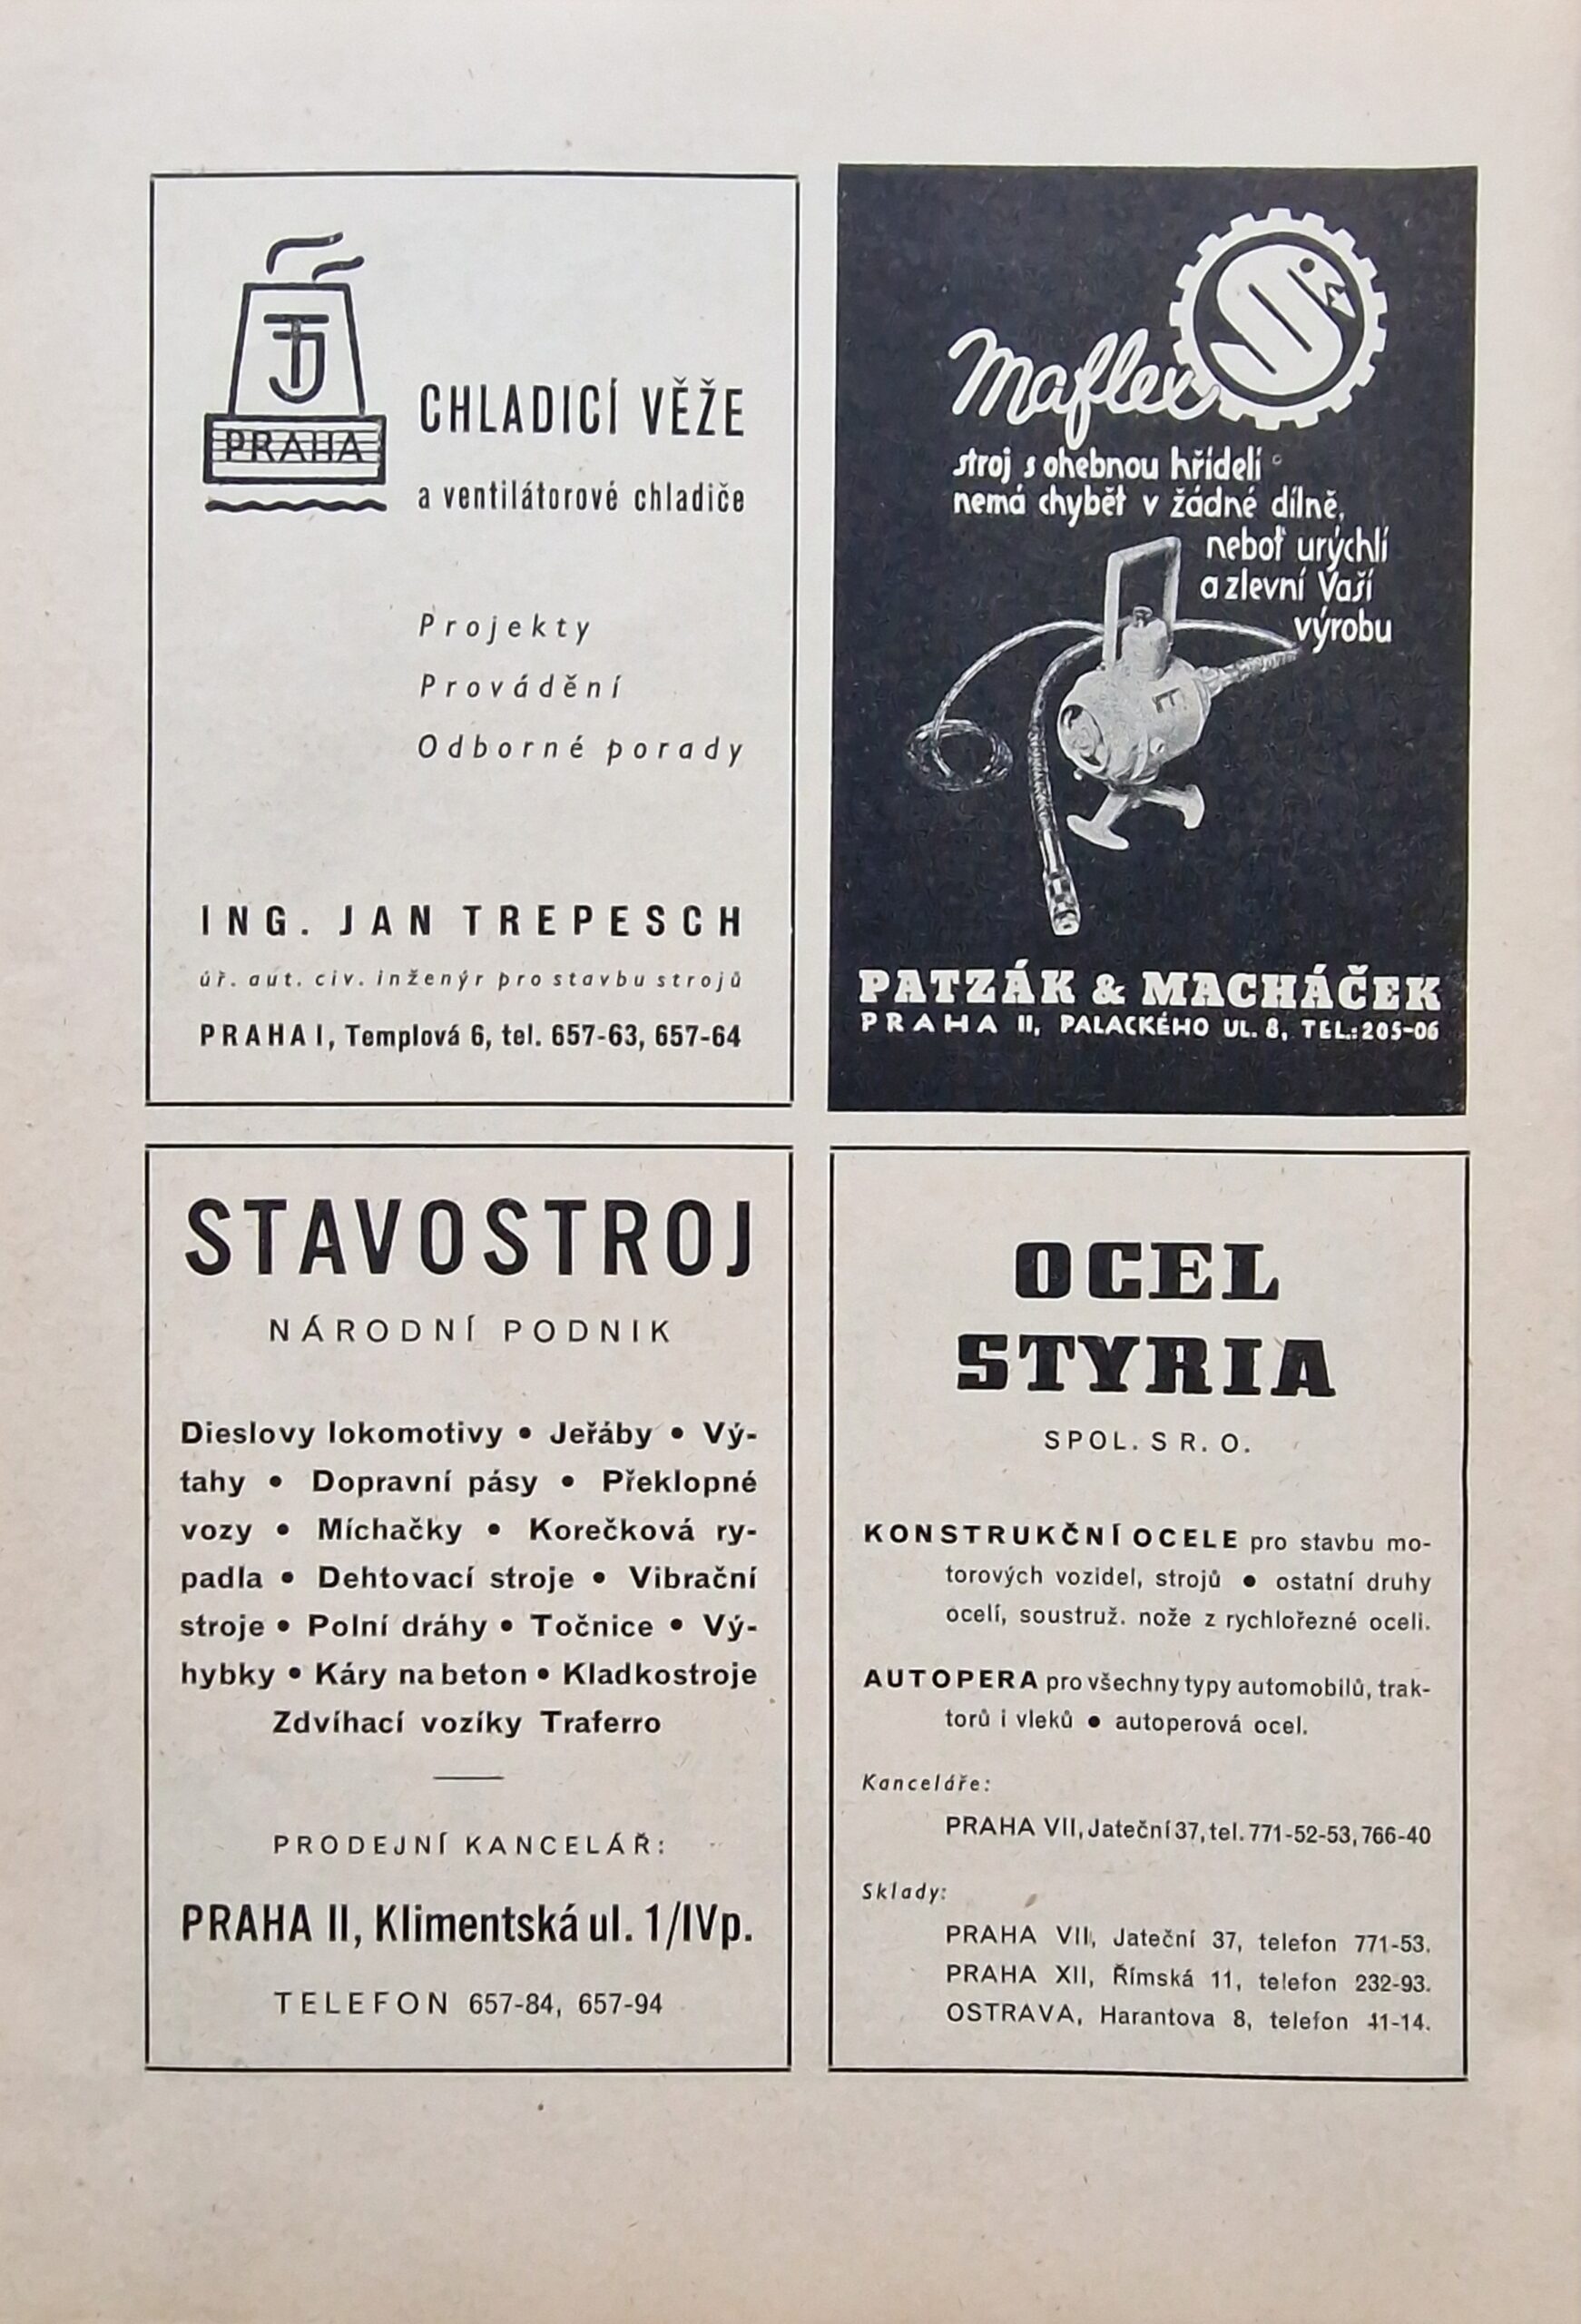 TJ
PRAHA
CHLADICÍ VĚŽE
a ventilátorové chladiče
Projekty
Provádění
Odborné porady
ING. JAN TREPESCH
úř. aut. civ. inženýr pro stavbu strojů
PRAHA I, Templová 6, tel. 657-63, 657-64
Maflex
stroj s ohebnou hřídelí
nemá chybět v žádné dílně,
neboť urýchlí
a zlevní Vaší
výrobu
PATZÁK & MACHÁČEK
PRAHA II, PALACKÉHO UL. 8, TEL.: 205-06
STAVOSTROJ
NÁRODNÍ PODNIK
Dieslovy lokomotivy • Jeřáby • Vý-
tahy • Dopravní pásy • Překlopné
vozy • Míchačky • Korečková ry-
padla • Dehtovací stroje • Vibrační
stroje • Polní dráhy • Točnice • Vý-
hybky • Káry na beton • Kladkostroje
Zdvíhací vozíky Traferro
PRODEJNÍ KANCELÁŘ:
PRAHA II, Klimentská ul. 1/IVp.
TELEFON 657-84, 657-94
OCEL
STYRIA
SPOL. S R. O.
KONSTRUKČNÍ OCELE pro stavbu mo-
torových vozidel, strojů • ostatní druhy
ocelí, soustruž. nože z rychlořezné oceli.
AUTOPERA pro všechny typy automobilů, trak-
torů i vleků • autoperová ocel.
Kanceláře:
PRAHA VII, Jateční 37, tel. 771-52-53, 766-40
Sklady:
PRAHA VII, Jateční 37, telefon 771-53.
PRAHA XII, Římská 11, telefon 232-93.
OSTRAVA, Harantova 8, telefon 41-14.